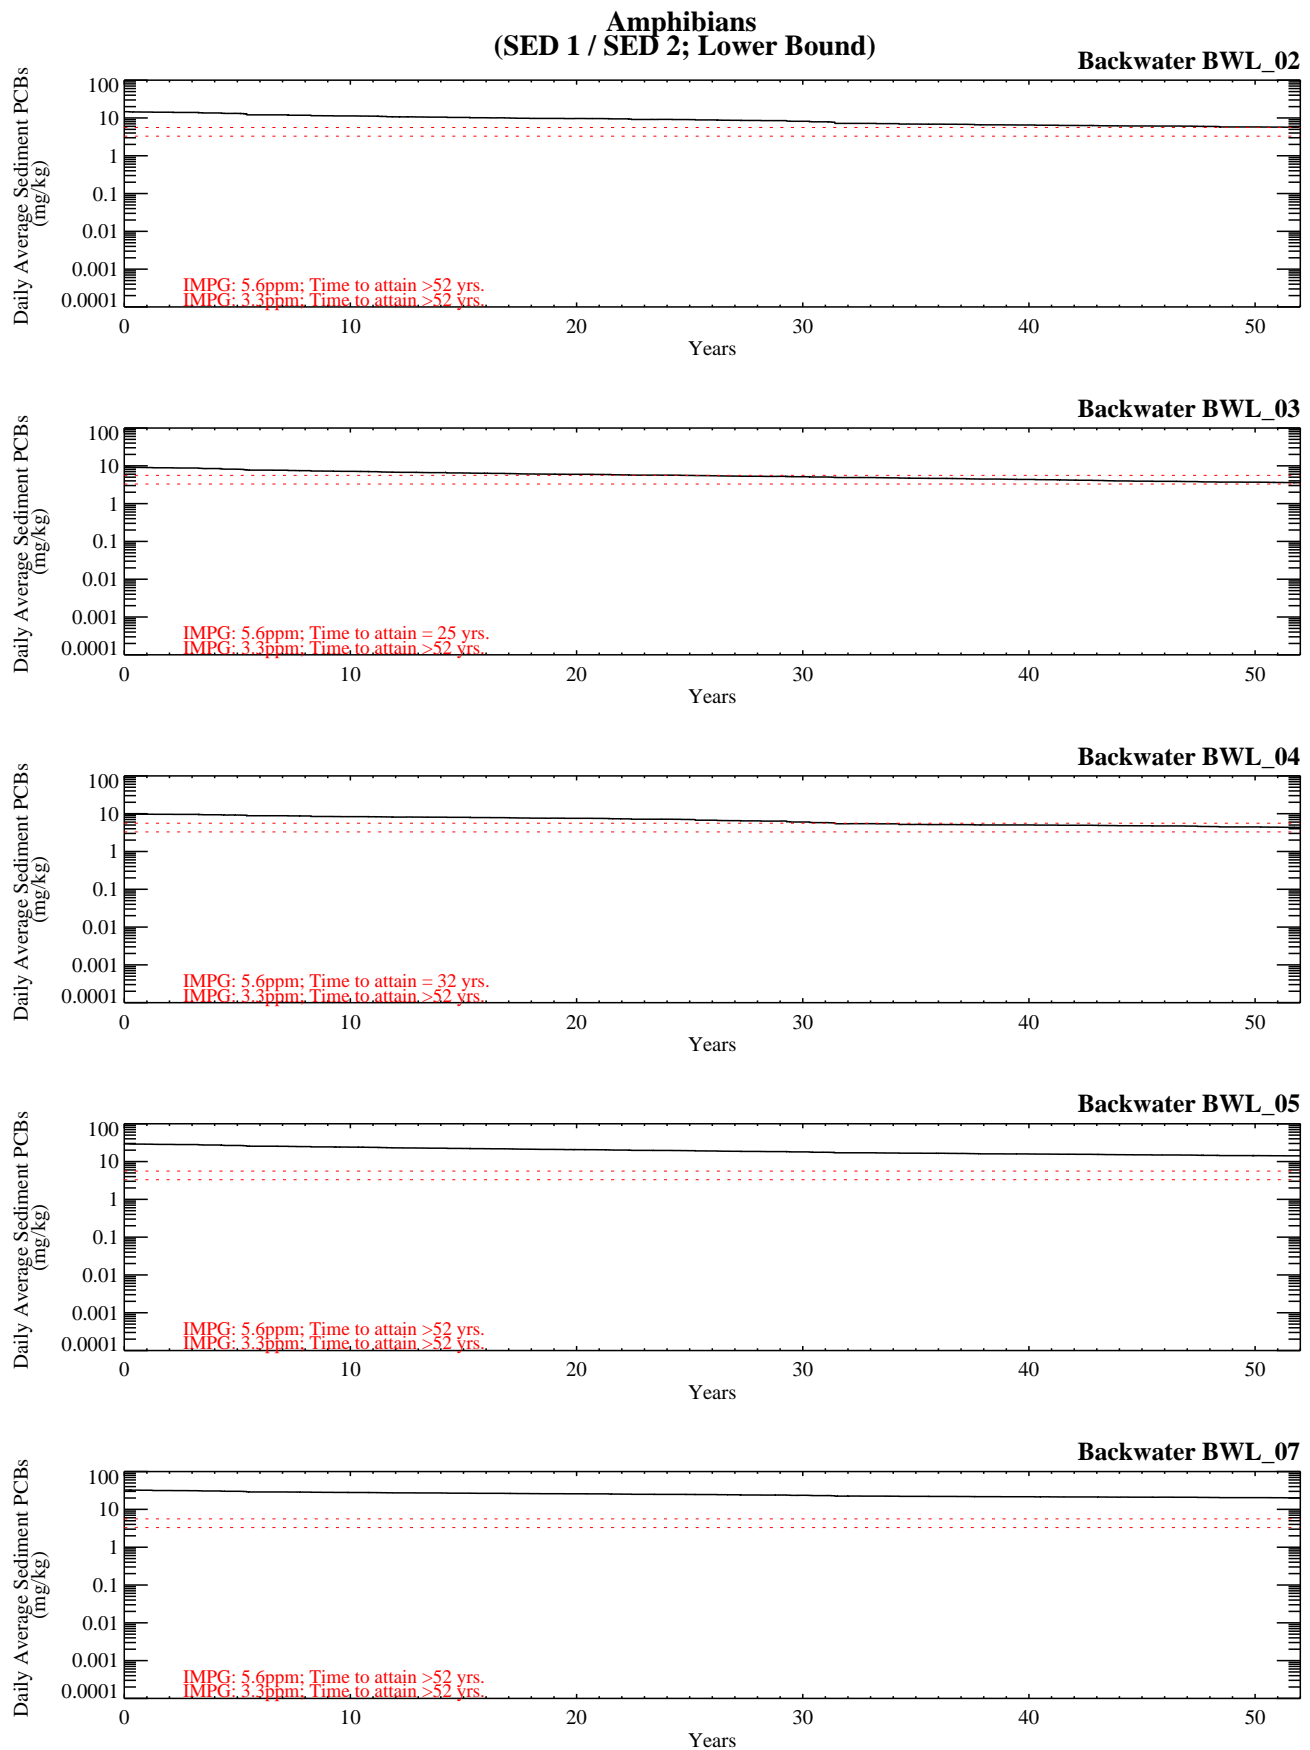 Amphibians
(SED 1 / SED 2; Lower Bound)
Backwater BWL_02
Daily Average Sediment PCBs
(mg/kg)
100
10
1
0.1
0.01
0.001
0.0001
IMPG: 5.6ppm; Time to attain >52 yrs.
IMPG: 3.3ppm; Time to attain >52 yrs.
0 10 20 30 40 50
Years
Backwater BWL_03
Daily Average Sediment PCBs
(mg/kg)
100
10
1
0.1
0.01
0.001
0.0001
IMPG: 5.6ppm; Time to attain = 25 yrs.
IMPG: 3.3ppm; Time to attain >52 yrs.
0 10 20 30 40 50
Years
Backwater BWL_04
Daily Average Sediment PCBs
(mg/kg)
100
10
1
0.1
0.01
0.001
0.0001
IMPG: 5.6ppm; Time to attain = 32 yrs.
IMPG: 3.3ppm; Time to attain >52 yrs.
0 10 20 30 40 50
Years
Backwater BWL_05
Daily Average Sediment PCBs
(mg/kg)
100
10
1
0.1
0.01
0.001
0.0001
IMPG: 5.6ppm; Time to attain >52 yrs.
IMPG: 3.3ppm; Time to attain >52 yrs.
0 10 20 30 40 50
Years
Backwater BWL_07
Daily Average Sediment PCBs
(mg/kg)
100
10
1
0.1
0.01
0.001
0.0001
IMPG: 5.6ppm; Time to attain >52 yrs.
IMPG: 3.3ppm; Time to attain >52 yrs.
0 10 20 30 40 50
Years